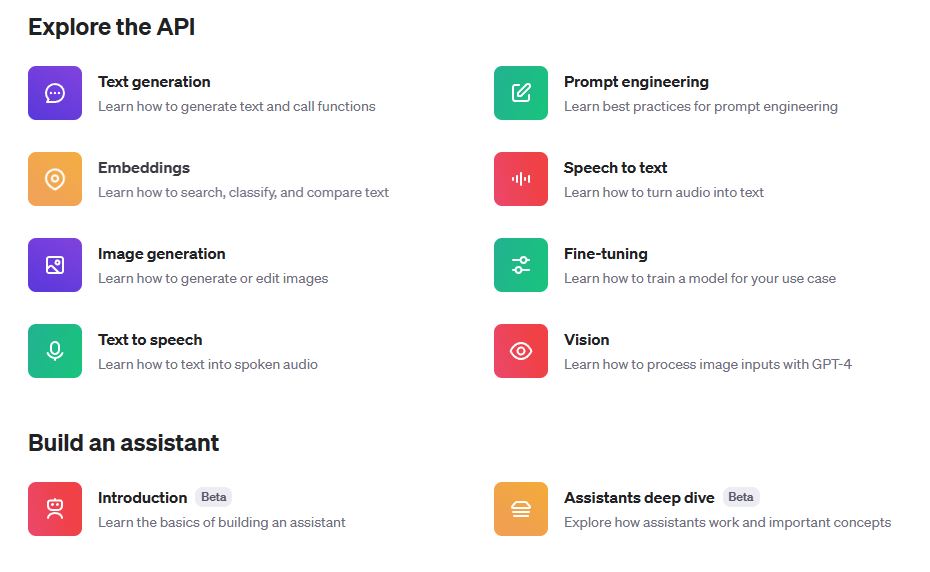 Explore the API
Text generation
Learn how to generate text and call functions
Prompt engineering
Learn best practices for prompt engineering
Embeddings
Learn how to search, classify, and compare text
Speech to text
Learn how to turn audio into text
Image generation
Learn how to generate or edit images
Fine-tuning
Learn how to train a model for your use case
Text to speech
Learn how to text into spoken audio
Vision
Learn how to process image inputs with GPT-4
Build an assistant
Introduction Beta
Learn the basics of building an assistant
Assistants deep dive Beta
Explore how assistants work and important concepts